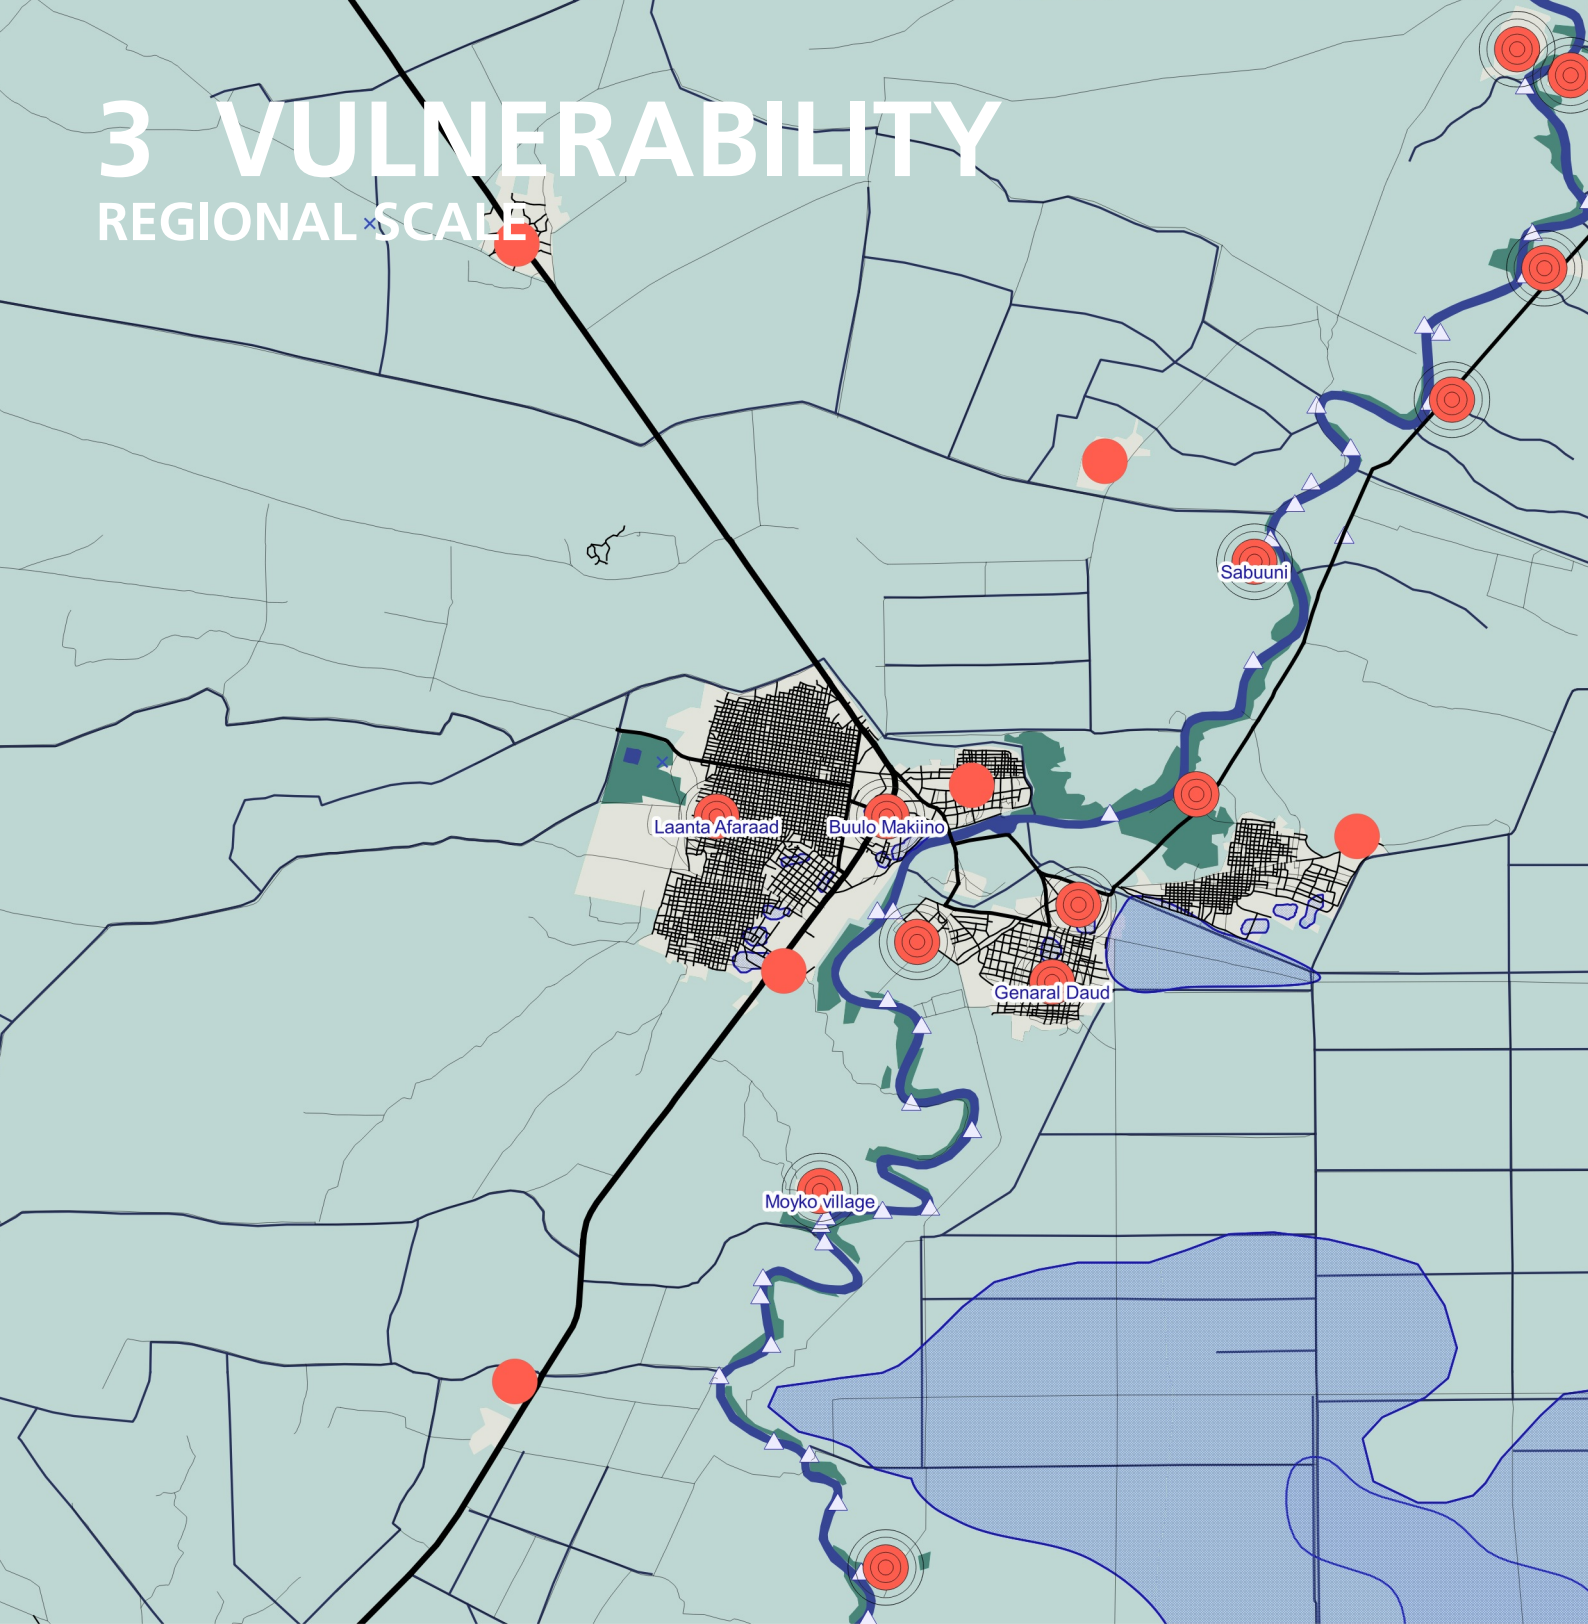 3 VULNERABILITY
REGIONAL SCALE
Sabuuni
Laanta Afaraad
Buulo Makiino
Genaral Daud
Moyko village